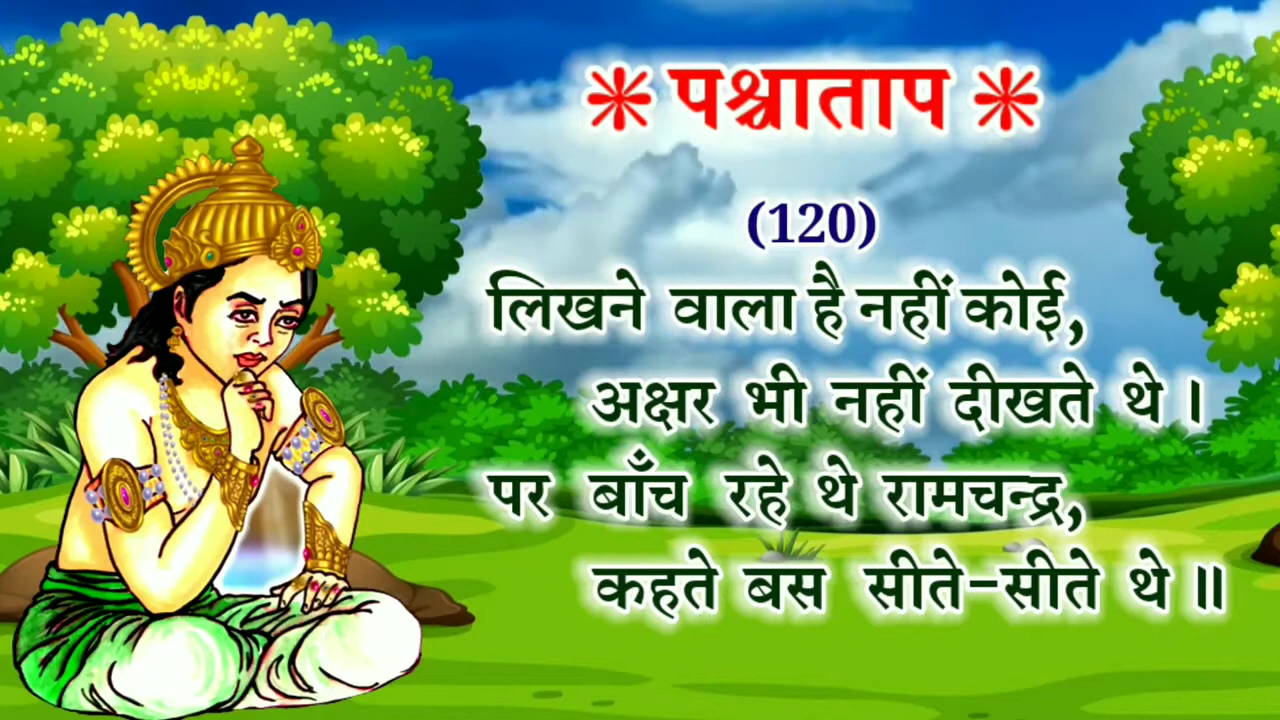 * पश्चाताप *
(120)
लिखने वाला है नहीं कोई,
अक्षर भी नहीं दीखते थे ।
पर बाँच रहे थे रामचन्द्र,
कहते बस सीते-सीते थे ॥